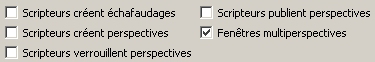 Scripteurs créent échafaudages
Scripteurs publient perspectives
Scripteurs créent perspectives
Fenêtres multiperspectives
Scripteurs verrouillent perspectives